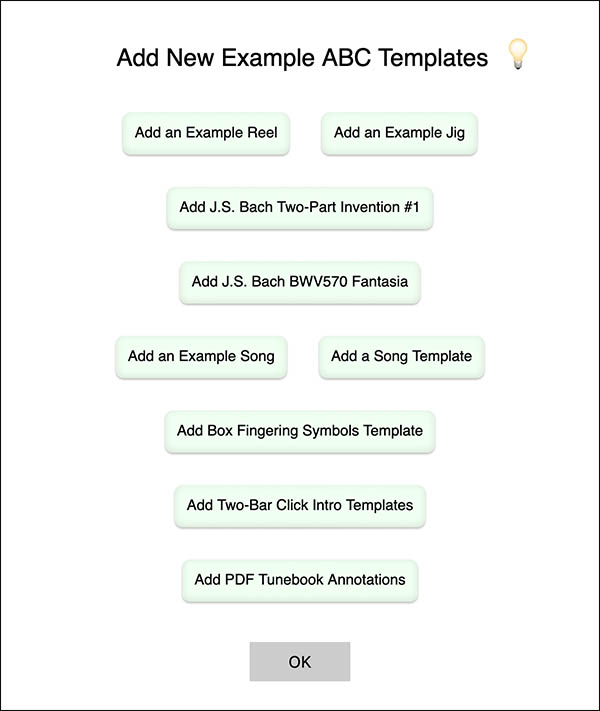 Add New Example ABC Templates 💡
Add an Example Reel Add an Example Jig
Add J.S. Bach Two-Part Invention #1
Add J.S. Bach BWV570 Fantasia
Add an Example Song Add a Song Template
Add Box Fingering Symbols Template
Add Two-Bar Click Intro Templates
Add PDF Tunebook Annotations
OK